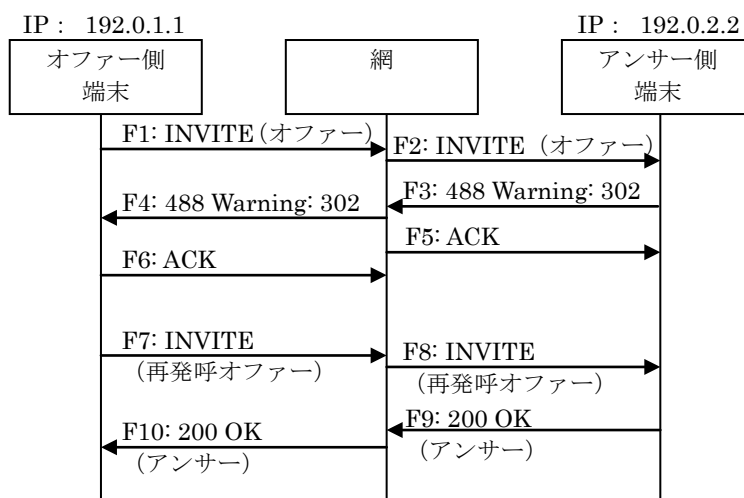 IP： 192.0.1.1
IP： 192.0.2.2
オファー側
端末
網
アンサー側
端末
F1: INVITE（オファー）
F2: INVITE （オファー）
F3: 488 Warning: 302
F4: 488 Warning: 302
F5: ACK
F6: ACK
F7: INVITE
（再発呼オファー）
F8: INVITE
（再発呼オファー）
F9: 200 OK
（アンサー）
F10: 200 OK
（アンサー）